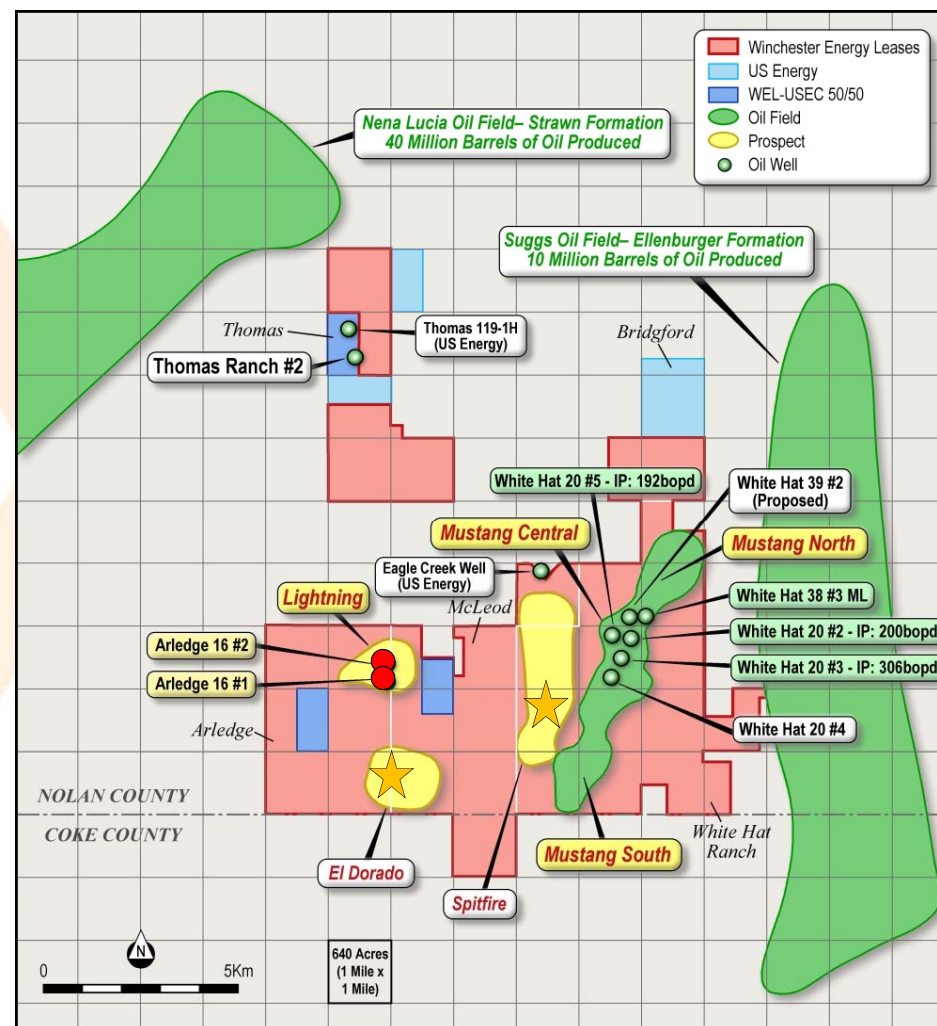 Winchester Energy Leases
US Energy
WEL-USEC 50/50
Oil Field
Prospect
Oil Well
Nena Lucia Oil Field– Strawn Formation
40 Million Barrels of Oil Produced
Suggs Oil Field– Ellenburger Formation
10 Million Barrels of Oil Produced
Thomas
Thomas 119-1H
(US Energy)
Bridgford
Thomas Ranch #2
White Hat 20 #5 - IP: 192bopd
White Hat 39 #2
(Proposed)
Mustang Central
Mustang North
Eagle Creek Well
(US Energy)
Lightning
McLeod
White Hat 38 #3 ML
Arledge 16 #2
White Hat 20 #2 - IP: 200bopd
Arledge 16 #1
White Hat 20 #3 - IP: 306bopd
Arledge
White Hat 20 #4
NOLAN COUNTY
COKE COUNTY
White Hat
Ranch
El Dorado
Mustang South
Spitfire
N
0 5Km
640 Acres
(1 Mile x
1 Mile)